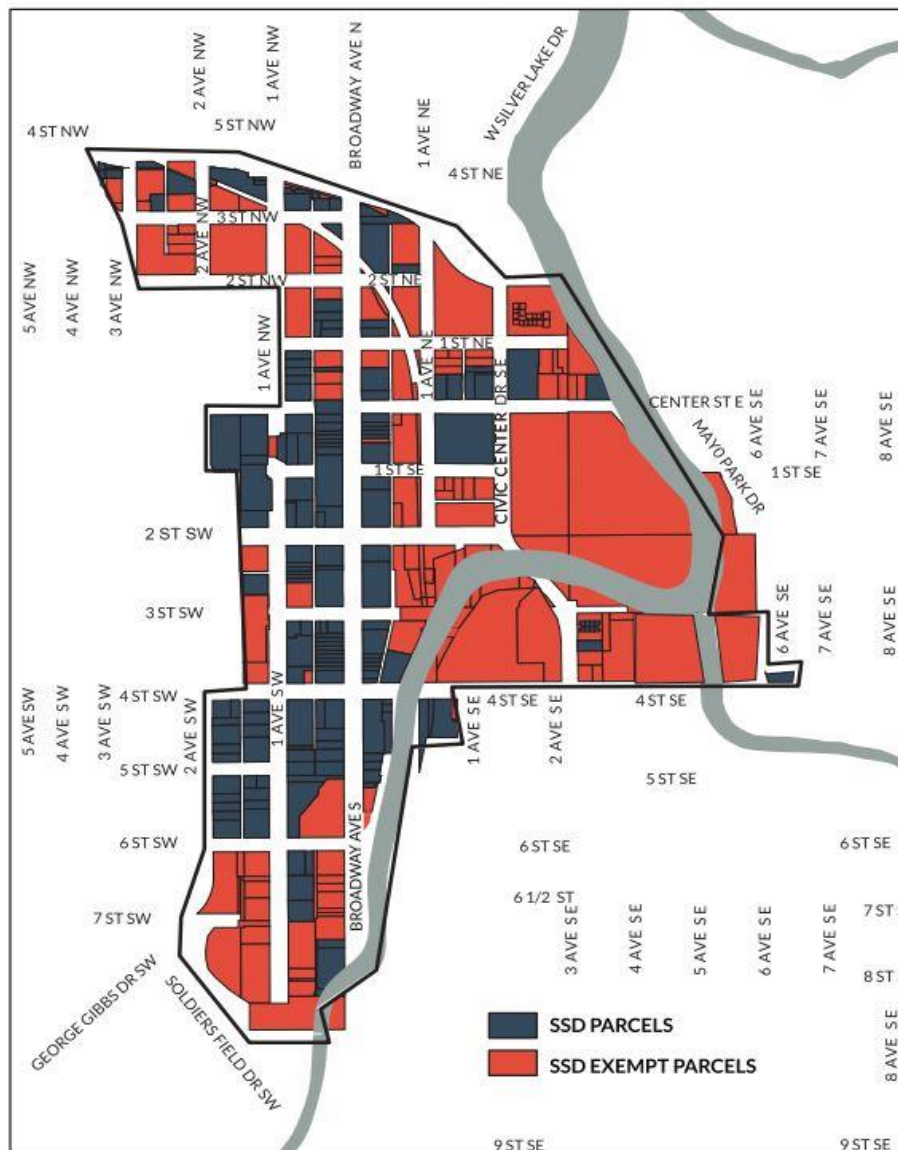 2 AVE NW
1 AVE NW
BROADWAY AVE N
W SILVER LAKE DR
4 ST NW
5 ST NW
1 AVE NE
4 ST NE
3 ST NW
2 AVE NW
5 AVE NW
4 AVE NW
3 AVE NW
2 ST NW
2 ST NE
1 AVE NW
1 ST NE
1 AVE NE
CIVIC CENTER DR SE
CENTER ST E
MAYO PARK DR
6 AVE SE
7 AVE SE
8 AVE SE
1 ST SE
1 ST SE
2 ST SW
3 ST SW
6 AVE SE
7 AVE SE
8 AVE SE
5 AVE SW
4 AVE SW
3 AVE SW
4 ST SW
2 AVE SW
1 AVE SW
4 ST SE
4 ST SE
1 AVE SE
2 AVE SE
5 ST SW
5 ST SE
BROADWAY AVE S
6 ST SW
6 ST SE
6 ST SE
6 1/2 ST
7 ST SW
3 AVE SE
4 AVE SE
5 AVE SE
6 AVE SE
7 AVE SE
7 ST
8 ST
GEORGE GIBBS DR SW
SOLDIERS FIELD DR SW
SSD PARCELS
SSD EXEMPT PARCELS
8 AVE SE
9 ST SE
9 ST SE